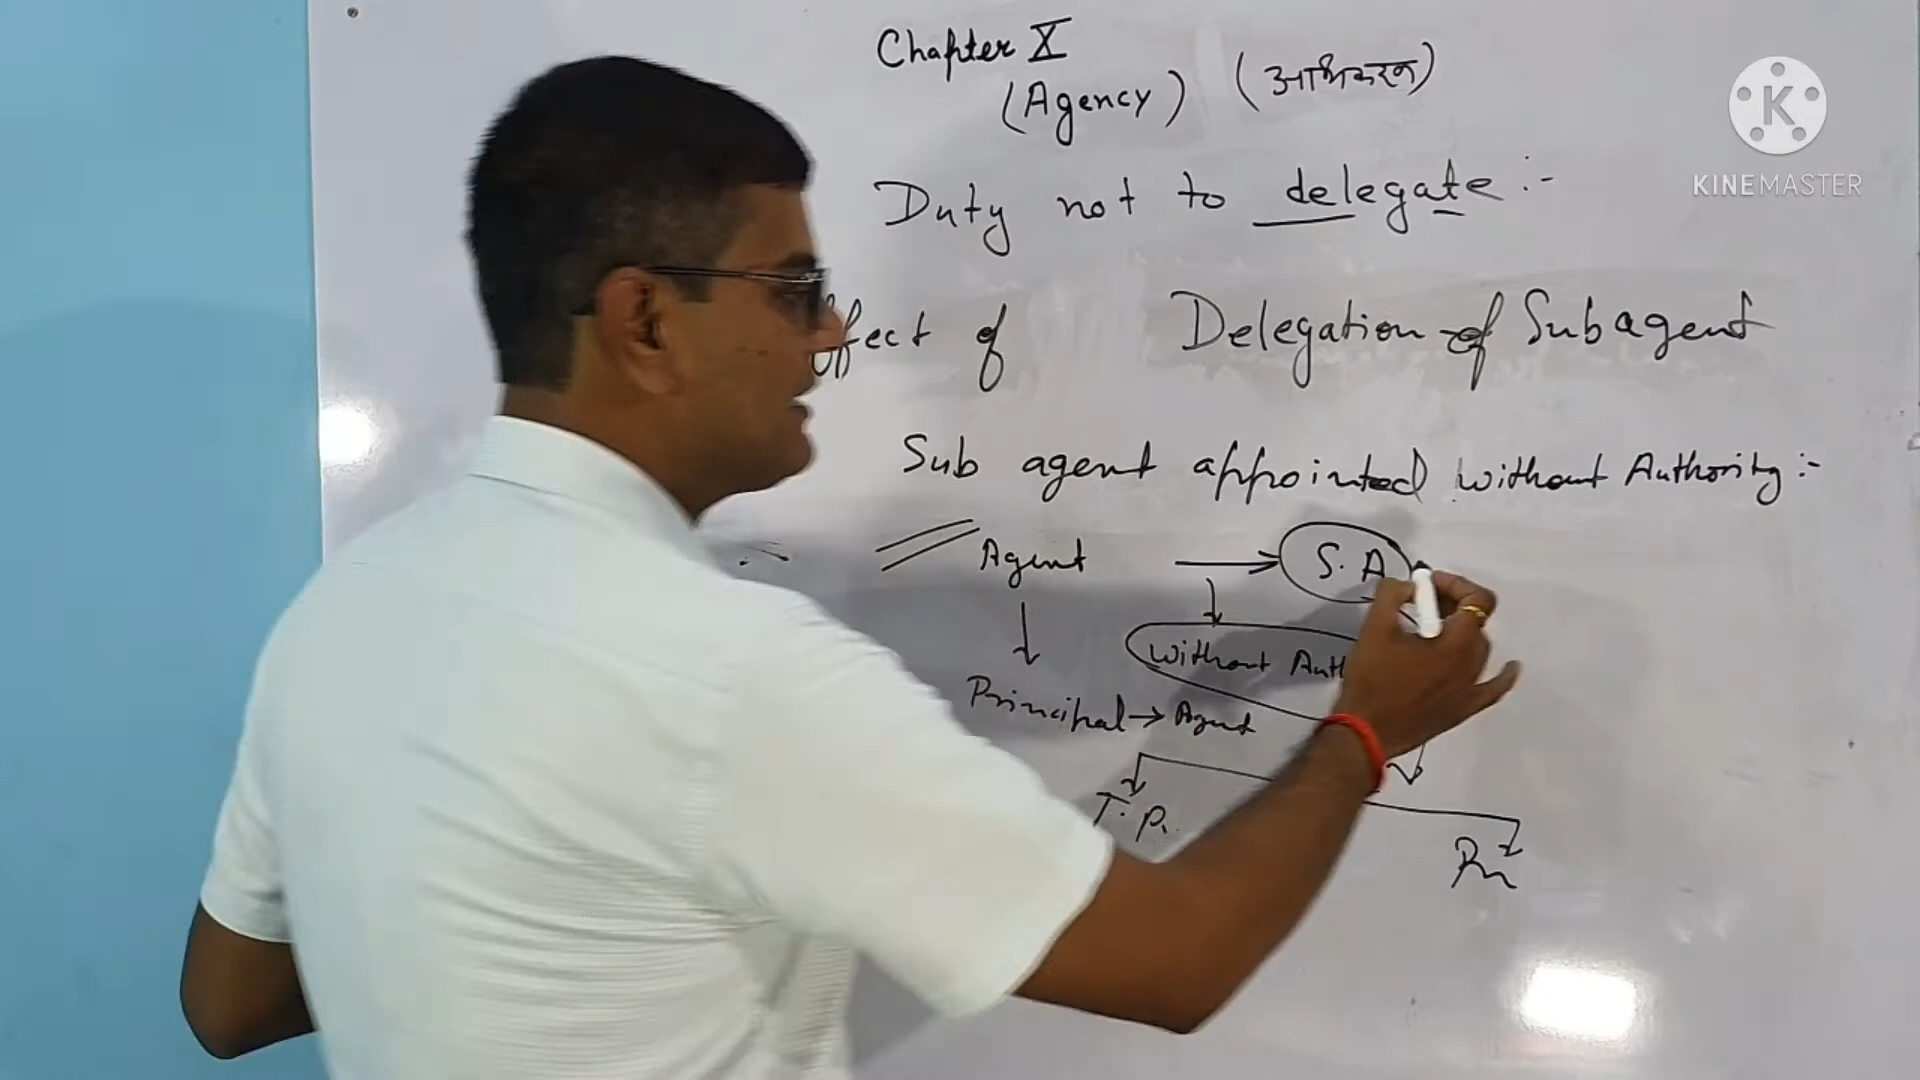 Chapter X
(Agency) (अभिकरण)
KINEMASTER
Duty not to delegate :-
ffect of Delegation of Subagent
Sub agent appointed without Authority :-
Agent → S. A
without Auth
Principal → Agent
T. P.